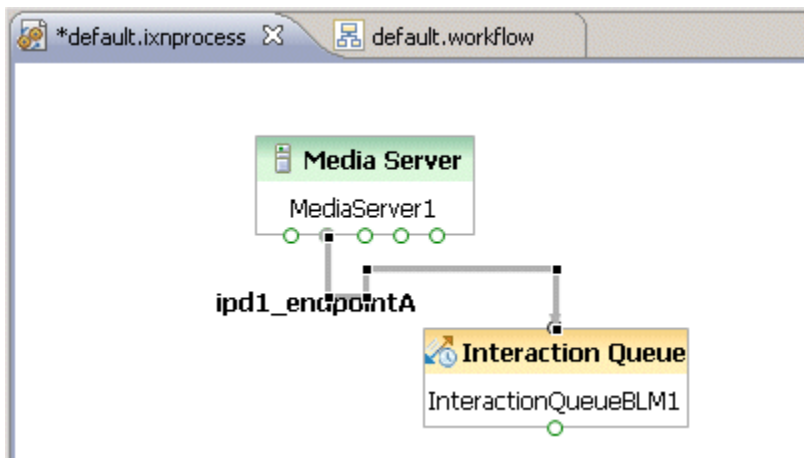 *default.ixnprocess default.workflow
Media Server
MediaServer1
ipd1_endpointA
Interaction Queue
InteractionQueueBLM1